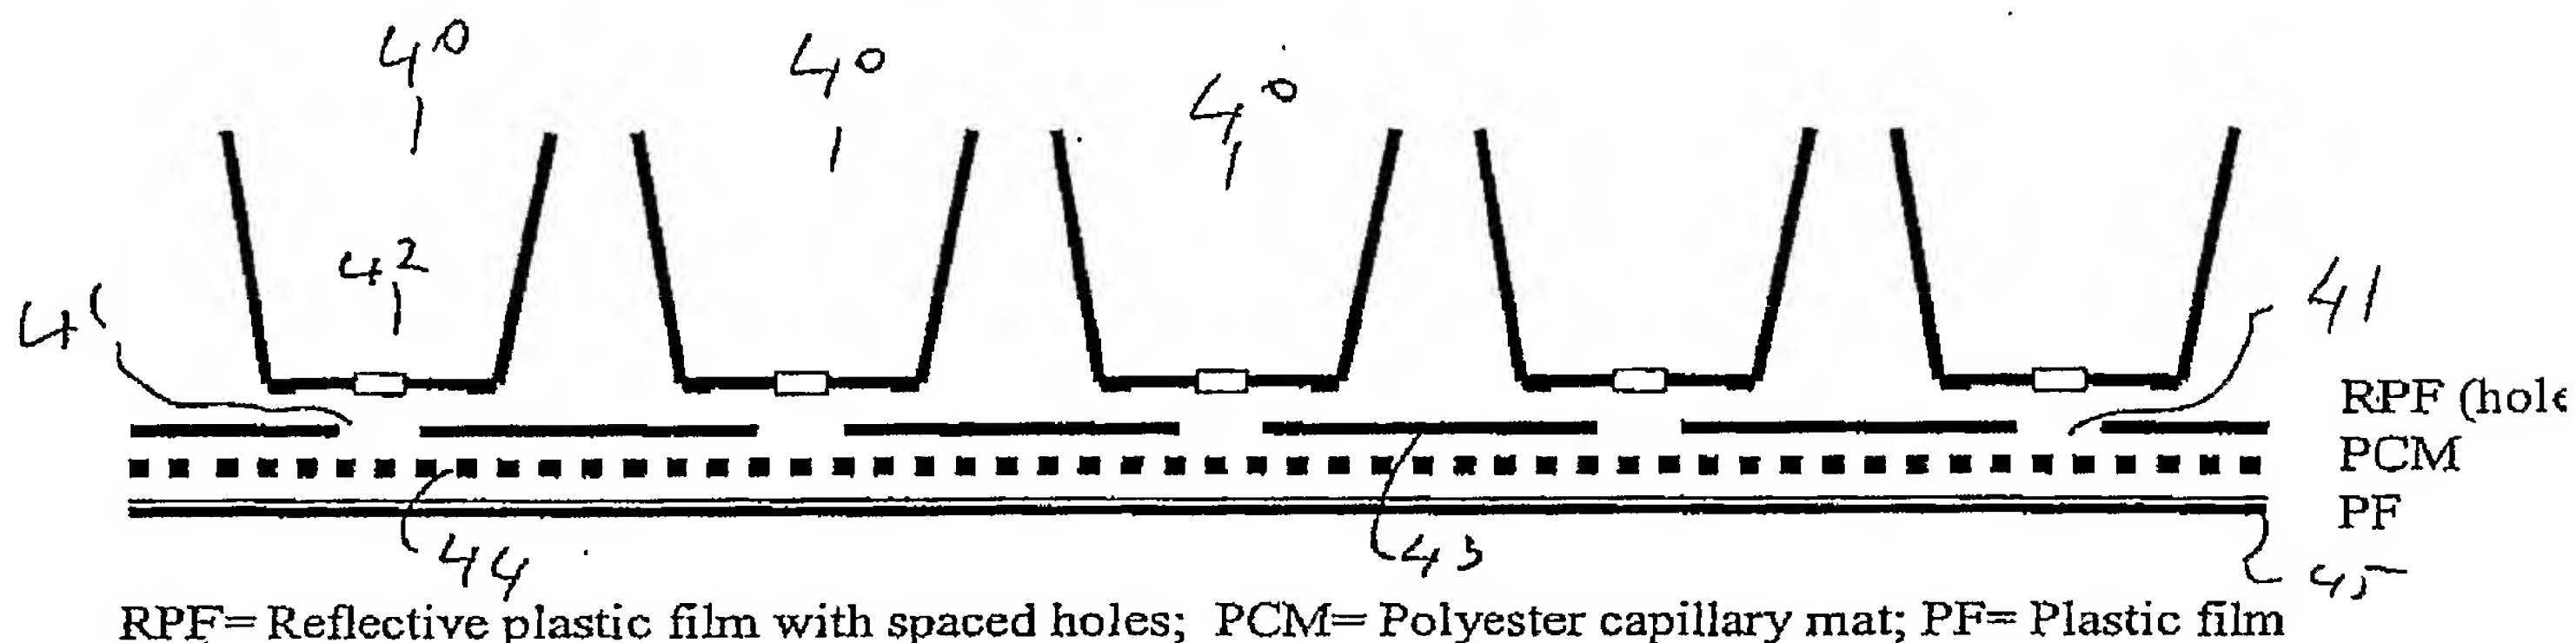 40 40 40
42
41 41
RPF (hole
PCM
PF
44 43 45
RPF= Reflective plastic film with spaced holes; PCM= Polyester capillary mat; PF= Plastic film